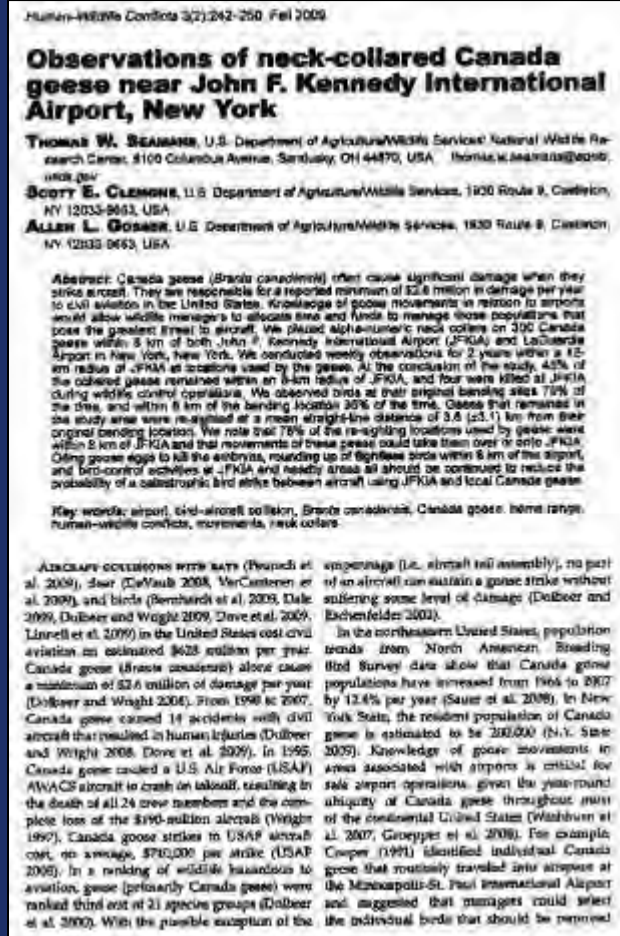 Human–Wildlife Conflicts 3(2):242–250, Fall 2009
Observations of neck-collared Canada
geese near John F. Kennedy International
Airport, New York
THOMAS W. SEAMANS, U.S. Department of Agriculture/Wildlife Services' National Wildlife Re-
search Center, 6100 Columbus Avenue, Sandusky, OH 44870, USA
SCOTT E. CLEMONS, U.S. Department of Agriculture/Wildlife Services, 1930 Route 9, Castleton,
NY 12033-9653, USA
ALLEN L. GOSSER, U.S. Department of Agriculture/Wildlife Services, 1930 Route 9, Castleton,
NY 12033-9653, USA
Abstract: Canada geese (Branta canadensis) often cause significant damage when they
strike aircraft. They are responsible for a reported minimum of $2.6 million in damage per year
to civil aviation in the United States. Knowledge of goose movements in relation to airports
would allow wildlife managers to allocate time and funds to manage those populations that
pose the greatest threat to aircraft. We placed alpha-numeric neck collars on 300 Canada
geese within 8 km of both John F. Kennedy International Airport (JFKIA) and LaGuardia
Airport in New York, New York. We conducted weekly observations for 2 years within a 12-
km radius of JFKIA at locations used by the geese. At the conclusion of the study, 45% of
the collared geese remained within an 8-km radius of JFKIA, and four were killed at JFKIA
during wildlife control operations. We observed birds at their original banding sites 76% of
the time, and within 8 km of the banding location 36% of the time. Geese that remained in
the study area were re-sighted at a mean straight-line distance of 3.6 (±3.1) km from their
original banding location. We note that 78% of the re-sighting locations used by geese were
within 8 km of JFKIA and that movements of these geese could take them over or onto JFKIA.
Oiling goose eggs to kill the embryos, rounding up of flightless birds within 8 km of the airport,
and bird-control activities at JFKIA and nearby areas all should be continued to reduce the
probability of a catastrophic bird strike between aircraft using JFKIA and local Canada geese.
Key words: airport, bird–aircraft collision, Branta canadensis, Canada goose, home range,
human–wildlife conflicts, movements, neck collars
AIRCRAFT COLLISIONS WITH BATS (Peurach et
al. 2009), deer (DeVault 2008, VerCauteren et
al. 2009), and birds (Bernhardt et al. 2009, Dale
2009, Dolbeer and Wright 2009, Dove et al. 2009,
Linnell et al. 2009) in the United States cost civil
aviation an estimated $628 million per year.
Canada geese (Branta canadensis) alone cause
a minimum of $2.6 million of damage per year
(Dolbeer and Wright 2008). From 1990 to 2007,
Canada geese caused 14 accidents with civil
aircraft that resulted in human injuries (Dolbeer
and Wright 2008, Dove et al. 2009). In 1995,
Canada geese caused a U.S. Air Force (USAF)
AWACS aircraft to crash on takeoff, resulting in
the death of all 24 crew members and the com-
plete loss of the $190-million aircraft (Wright
1997). Canada goose strikes to USAF aircraft
cost, on average, $710,000 per strike (USAF
2008). In a ranking of wildlife hazardous to
aviation, geese (primarily Canada geese) were
ranked third out of 21 species groups (Dolbeer
et al. 2000). With the possible exception of the
empennage (i.e., aircraft tail assembly), no part
of an aircraft can sustain a goose strike without
suffering some level of damage (Dolbeer and
Eschenfelder 2002).
In the northeastern United States, population
trends from North American Breeding
Bird Survey data show that Canada goose
populations have increased from 1966 to 2007
by 12.6% per year (Sauer et al. 2008). In New
York State, the resident population of Canada
geese is estimated to be 200,000 (N.Y. State
2009). Knowledge of goose movements in
areas associated with airports is critical for
safe airport operations, given the year-round
ubiquity of Canada geese throughout most
of the continental United States (Washburn et
al. 2007, Groepper et al. 2008). For example,
Cooper (1991) identified individual Canada
geese that routinely traveled into airspace at
the Minneapolis-St. Paul International Airport
and suggested that managers could select
the individual birds that should be removed